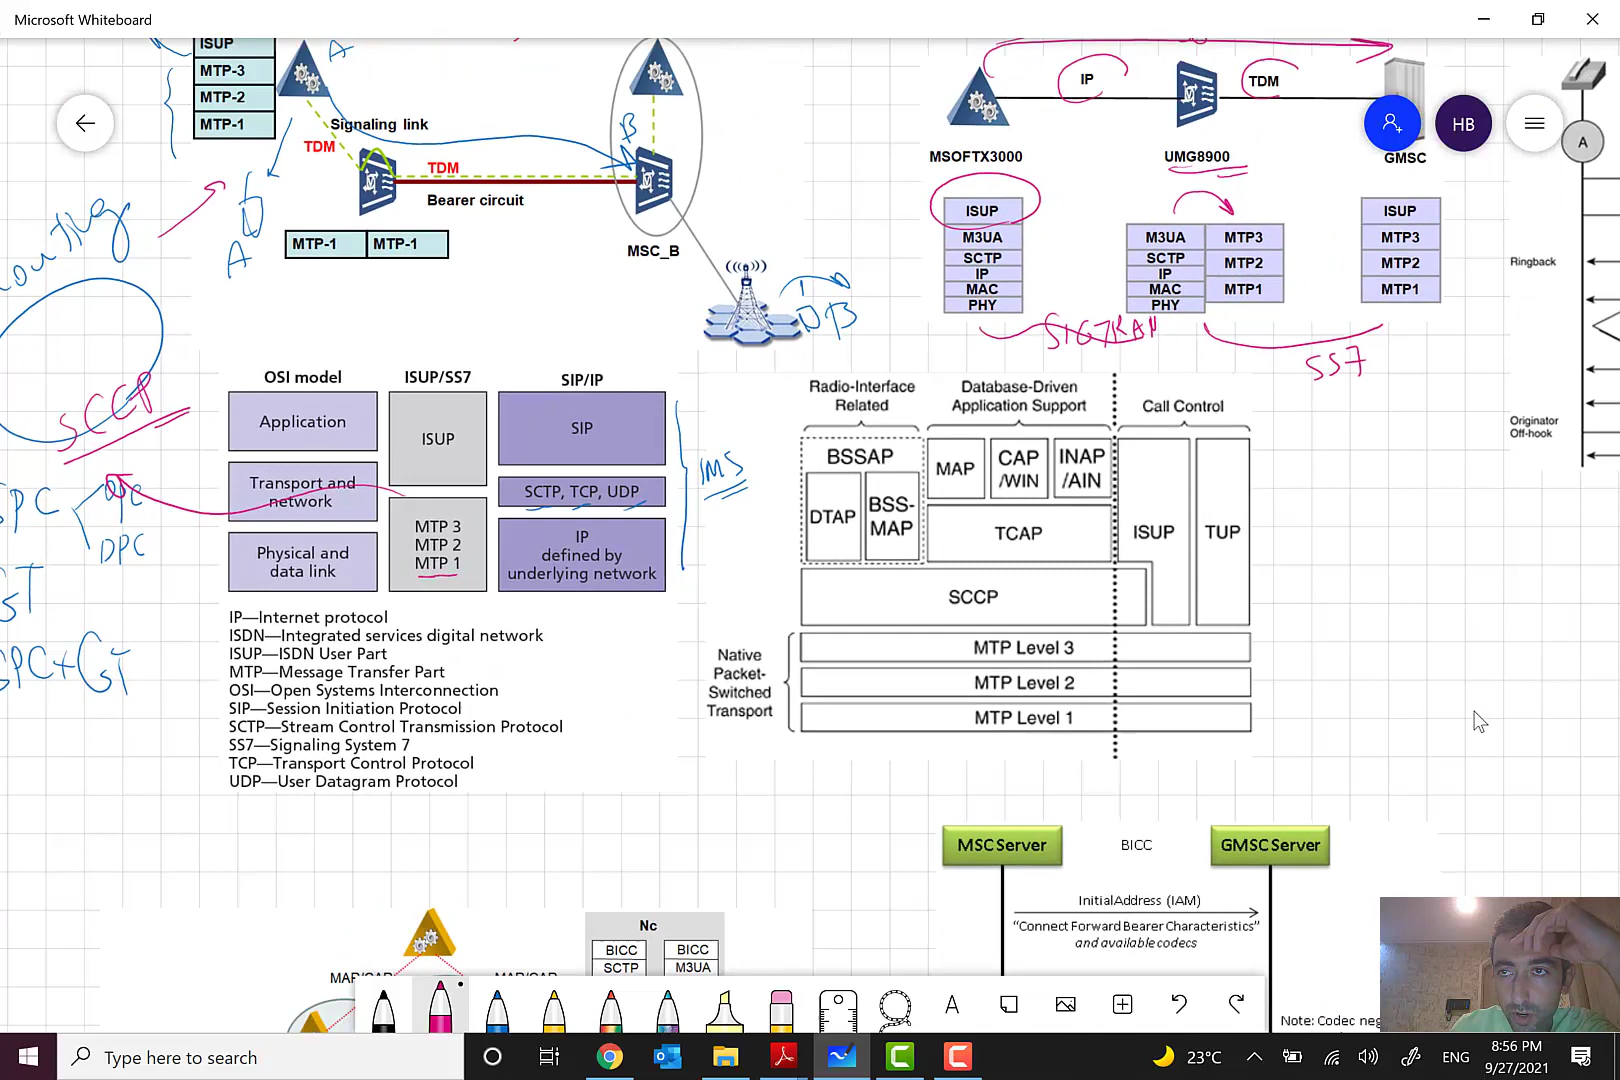 Microsoft Whiteboard
ISUP
MTP-3
MTP-2
MTP-1
A
Signaling link
TDM
TDM
Bearer circuit
MTP-1
MTP-1
B
MSC_B
A
B
IP
TDM
MSOFTX3000
UMG8900
GMSC
HB
A
ISUP
M3UA
SCTP
IP
MAC
PHY
M3UA
SCTP
IP
MAC
PHY
MTP3
MTP2
MTP1
ISUP
MTP3
MTP2
MTP1
SS7
Ringback
Originator
Off-hook
SCCP
OPC
DPC
OSI model
ISUP/SS7
SIP/IP
Application
Transport and
network
Physical and
data link
ISUP
MTP 3
MTP 2
MTP 1
SIP
SCTP, TCP, UDP
IP
defined by
underlying network
IMS
IP—Internet protocol
ISDN—Integrated services digital network
ISUP—ISDN User Part
MTP—Message Transfer Part
OSI—Open Systems Interconnection
SIP—Session Initiation Protocol
SCTP—Stream Control Transmission Protocol
SS7—Signaling System 7
TCP—Transport Control Protocol
UDP—User Datagram Protocol
Radio-Interface
Related
Database-Driven
Application Support
Call Control
BSSAP
DTAP
BSS-
MAP
MAP
CAP
/WIN
INAP
/AIN
TCAP
ISUP
TUP
SCCP
Native
Packet-
Switched
Transport
MTP Level 3
MTP Level 2
MTP Level 1
MSC Server
BICC
GMSC Server
InitialAddress (IAM)
“Connect Forward Bearer Characteristics”
and available codecs
Note: Codec neg
Nc
BICC
SCTP
BICC
M3UA
Type here to search
23°C
ENG
8:56 PM
9/27/2021